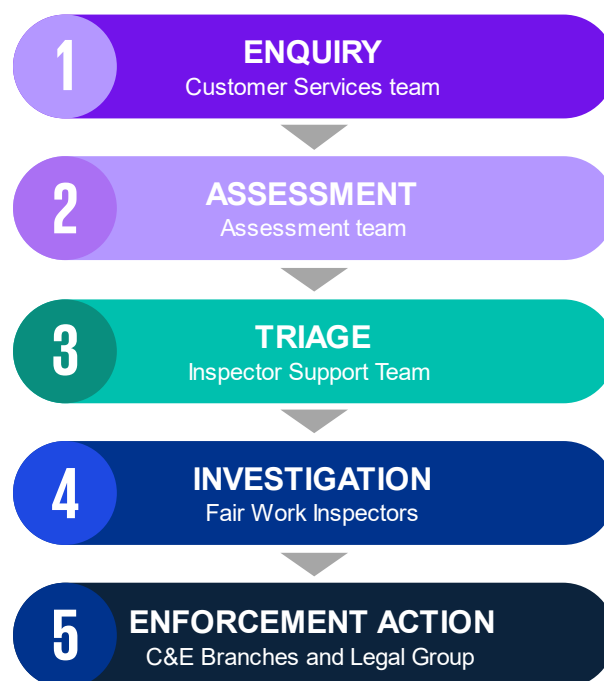 1
ENQUIRY
Customer Services team
2
ASSESSMENT
Assessment team
3
TRIAGE
Inspector Support Team
4
INVESTIGATION
Fair Work Inspectors
5
ENFORCEMENT ACTION
C&E Branches and Legal Group